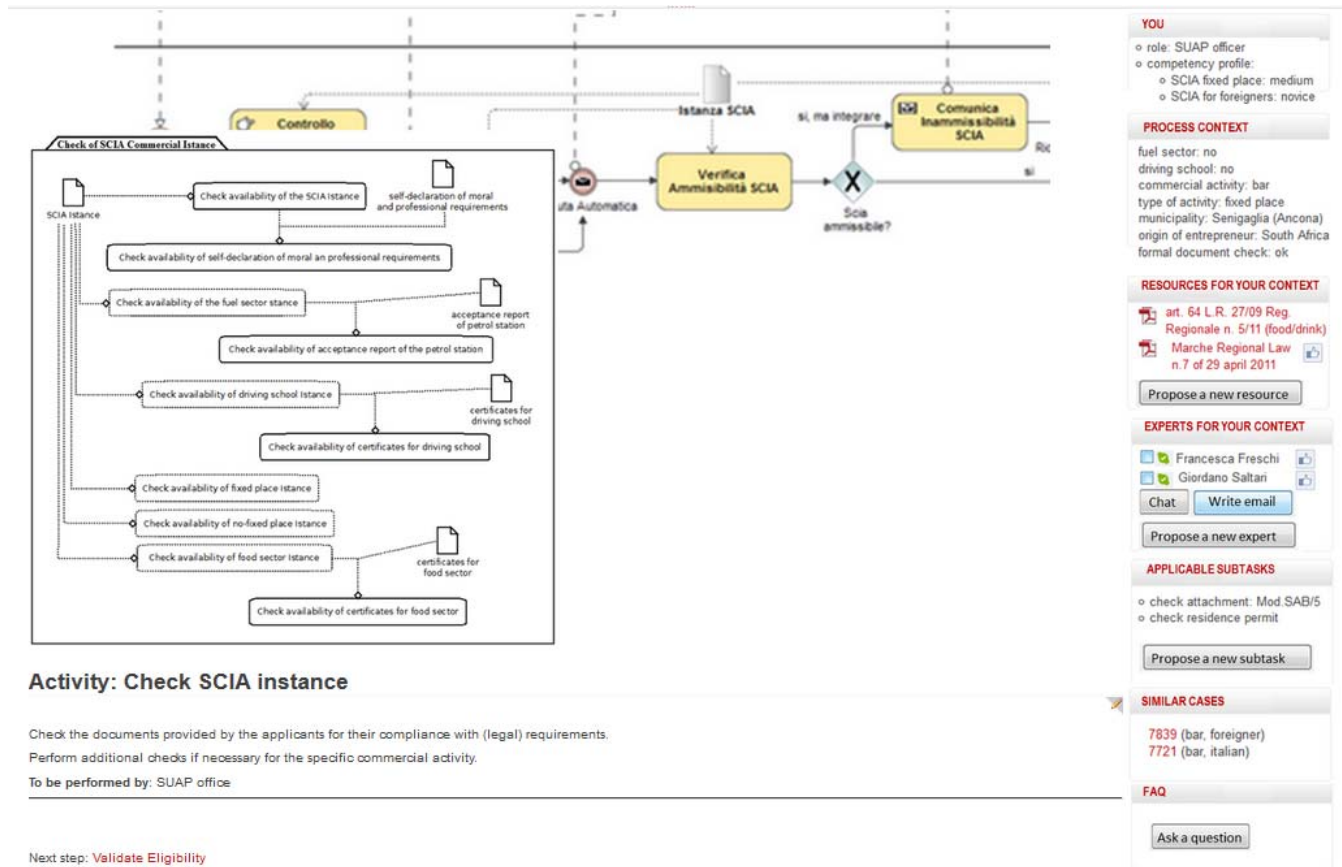 Controllo
Istanza SCIA
si, ma integrare
Comunica
Inammissibilità
SCIA
si
Verifica
Ammisibilità SCIA
Scia
ammissibile?
uta Automatica
Check of SCIA Commercial Istance
SCIA Istance
Check availability of the SCIA Istance
self-declaration of moral
and professional requirements
Check availability of self-declaration of moral an professional requirements
Check availability of the fuel sector stance
acceptance report
of petrol station
Check availability of acceptance report of the petrol station
Check availability of driving school Istance
certificates for
driving school
Check availability of certificates for driving school
Check availability of fixed place Istance
Check availability of no-fixed place Istance
Check availability of food sector Istance
certificates for
food sector
Check availability of certificates for food sector
Activity: Check SCIA instance
Check the documents provided by the applicants for their compliance with (legal) requirements.
Perform additional checks if necessary for the specific commercial activity.
To be performed by: SUAP office
Next step: Validate Eligibility
YOU
role: SUAP officer
competency profile:
SCIA fixed place: medium
SCIA for foreigners: novice
PROCESS CONTEXT
fuel sector: no
driving school: no
commercial activity: bar
type of activity: fixed place
municipality: Senigaglia (Ancona)
origin of entrepreneur: South Africa
formal document check: ok
RESOURCES FOR YOUR CONTEXT
art. 64 L.R. 27/09 Reg.
Regionale n. 5/11 (food/drink)
Marche Regional Law
n.7 of 29 april 2011
Propose a new resource
EXPERTS FOR YOUR CONTEXT
Francesca Freschi
Giordano Saltari
Chat Write email
Propose a new expert
APPLICABLE SUBTASKS
check attachment: Mod.SAB/5
check residence permit
Propose a new subtask
SIMILAR CASES
7839 (bar, foreigner)
7721 (bar, italian)
FAQ
Ask a question